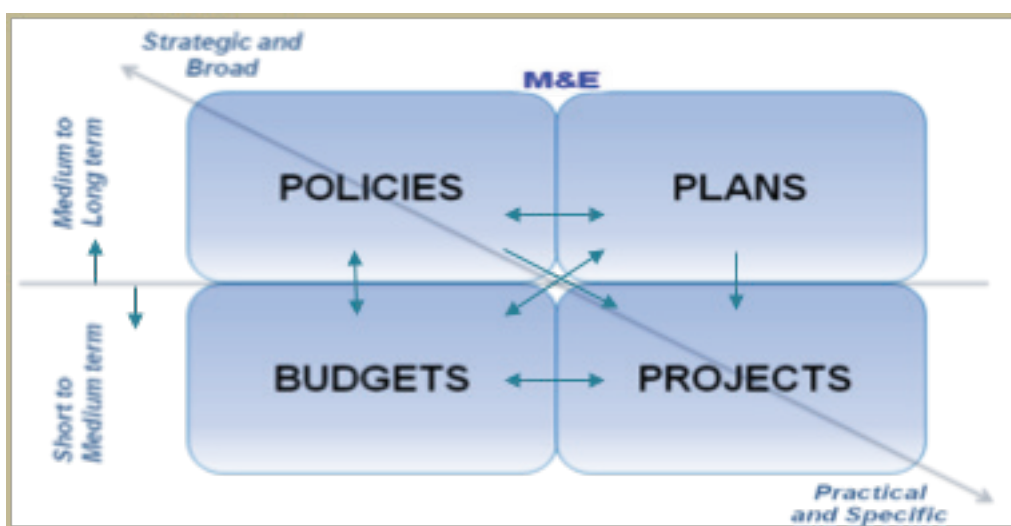 Strategic and
Broad
M&E
Medium to
Long term
POLICIES
PLANS
Short to
Medium term
BUDGETS
PROJECTS
Practical
and Specific